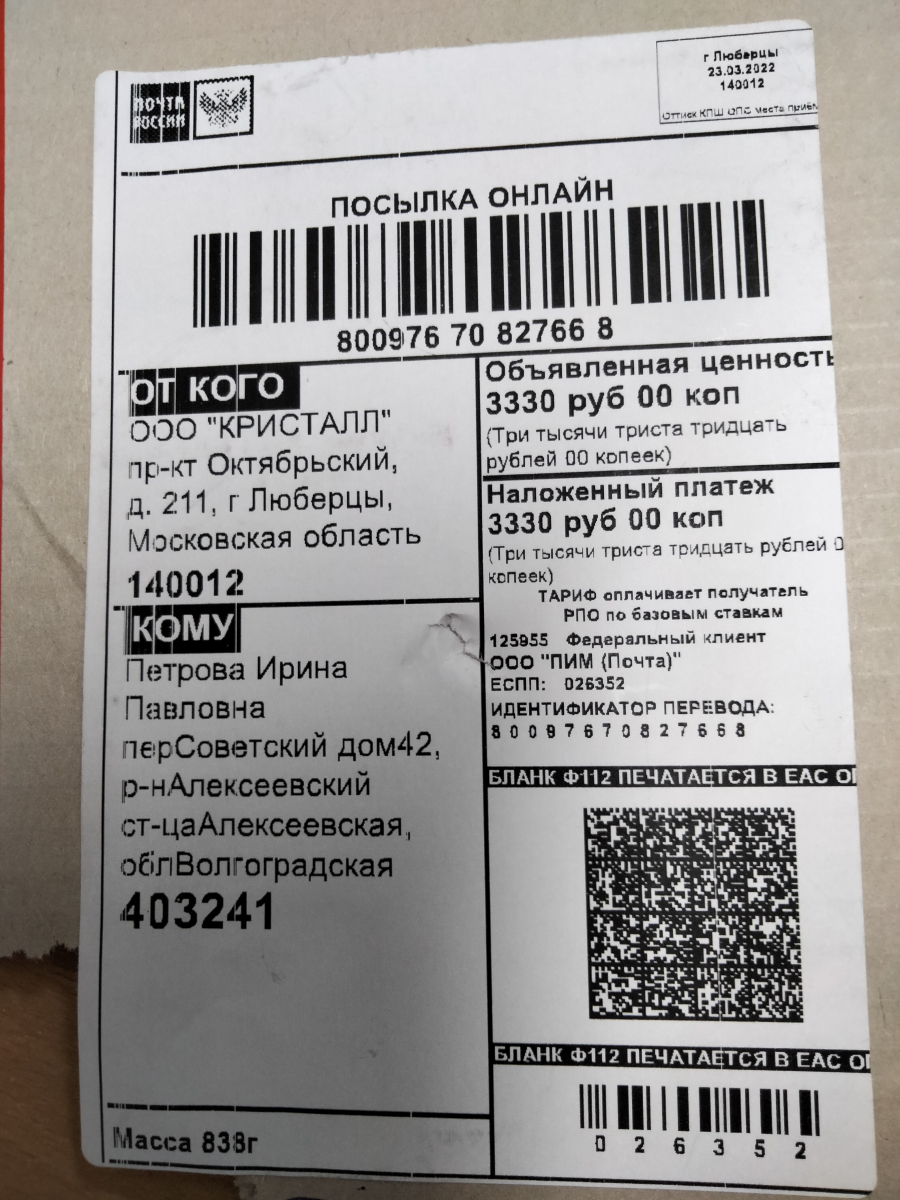 ПОЧТА
РОССИИ
г Люберцы
23.03.2022
140012
Оттиск КПШ ОПС места приём
ПОСЫЛКА ОНЛАЙН
800976 70 82766 8
ОТ КОГО
ООО "КРИСТАЛЛ"
пр-кт Октябрьский,
д. 211, г Люберцы,
Московская область
140012
Объявленная ценность
3330 руб 00 коп
(Три тысячи триста тридцать
рублей 00 копеек)
Наложенный платеж
3330 руб 00 коп
(Три тысячи триста тридцать рублей 0
копеек)
ТАРИФ оплачивает получатель
РПО по базовым ставкам
125955 Федеральный клиент
ООО "ПИМ (Почта)"
ЕСПП: 026352
ИДЕНТИФИКАТОР ПЕРЕВОДА:
80097670827668
КОМУ
Петрова Ирина
Павловна
перСоветский дом42,
р-нАлексеевский
ст-цаАлексеевская,
облВолгоградская
403241
БЛАНК Ф112 ПЕЧАТАЕТСЯ В ЕАС ОП
БЛАНК Ф112 ПЕЧАТАЕТСЯ В ЕАС ОП
026352
Масса 838г